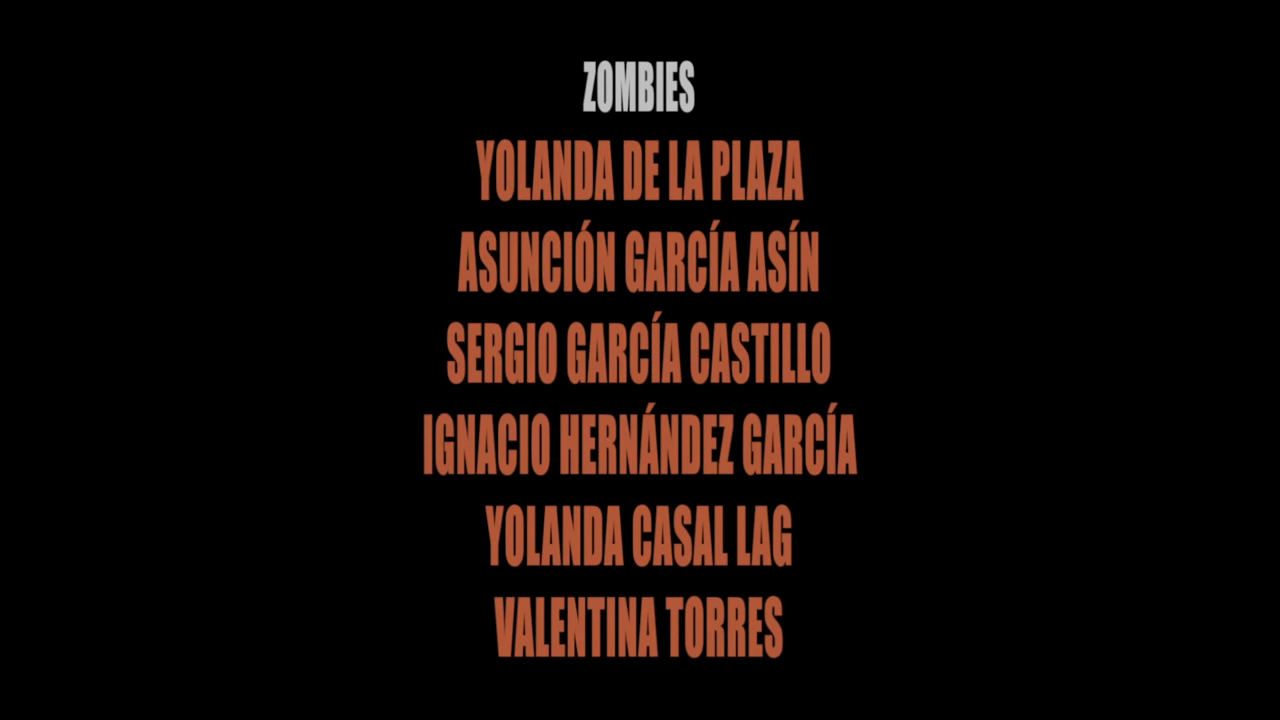 ZOMBIES
YOLANDA DE LA PLAZA
ASUNCIÓN GARCÍA ASÍN
SERGIO GARCÍA CASTILLO
IGNACIO HERNÁNDEZ GARCÍA
YOLANDA CASAL LAG
VALENTINA TORRES